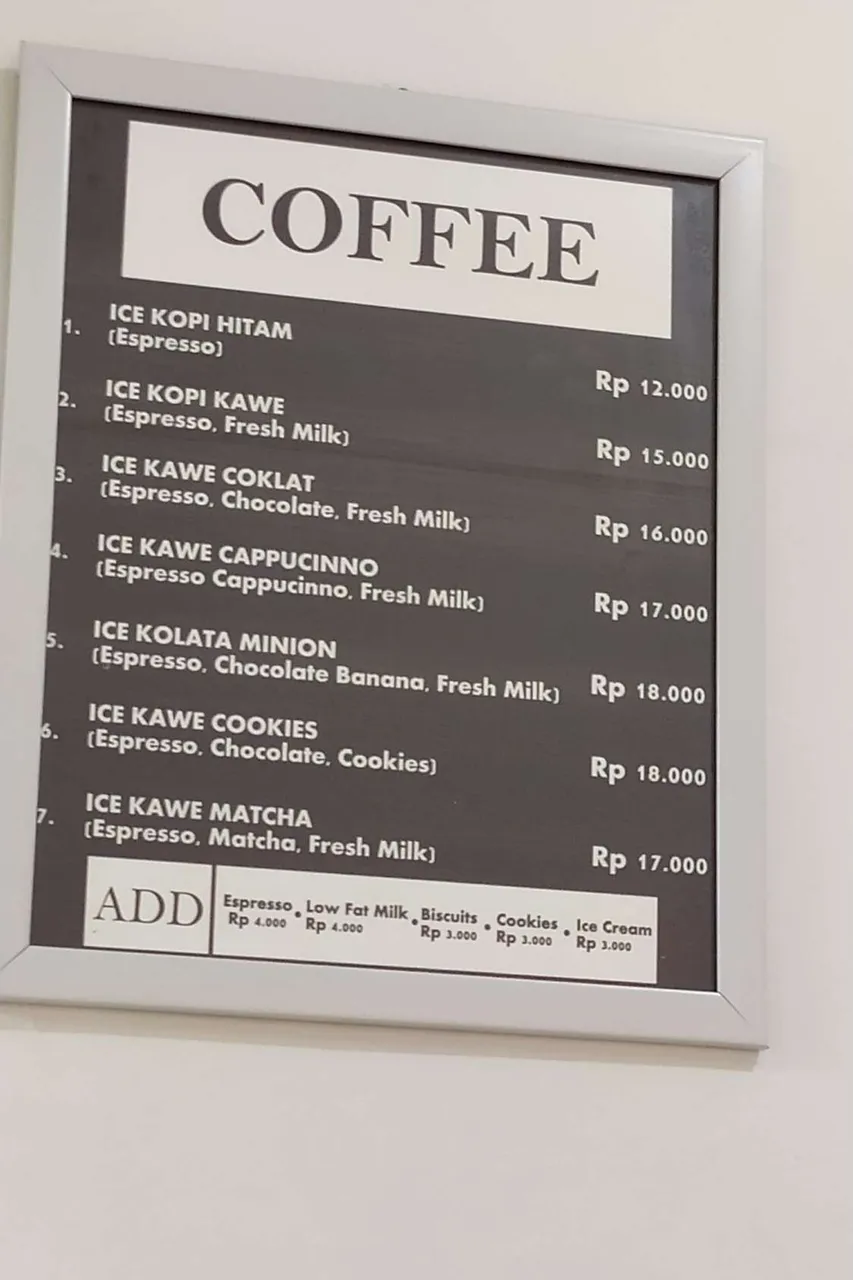 COFFEE
1. ICE KOPI HITAM
(Espresso)
Rp 12.000
2. ICE KOPI KAWE
(Espresso, Fresh Milk)
Rp 15.000
3. ICE KAWE COKLAT
(Espresso, Chocolate, Fresh Milk)
Rp 16.000
4. ICE KAWE CAPPUCINNO
(Espresso Cappucinno, Fresh Milk)
Rp 17.000
5. ICE KOLATA MINION
(Espresso, Chocolate Banana, Fresh Milk)
Rp 18.000
6. ICE KAWE COOKIES
(Espresso, Chocolate, Cookies)
Rp 18.000
7. ICE KAWE MATCHA
(Espresso, Matcha, Fresh Milk)
Rp 17.000
ADD
Espresso • Low Fat Milk • Biscuits • Cookies • Ice Cream
Rp 4.000 Rp 4.000 Rp 3.000 Rp 3.000 Rp 3.000